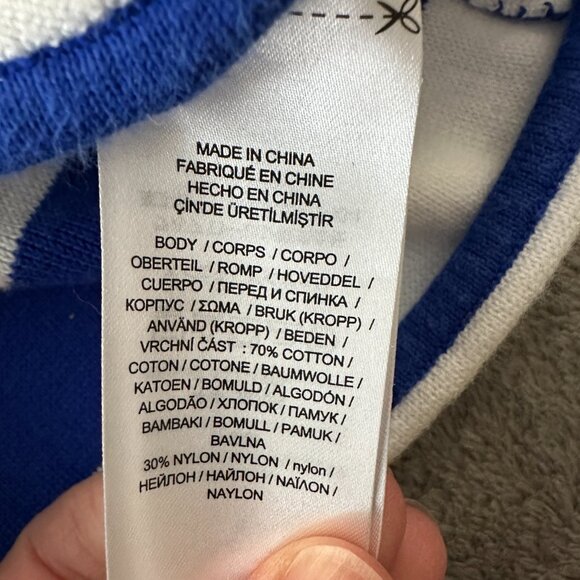 MADE IN CHINA
FABRIQUÉ EN CHINE
HECHO EN CHINA
ÇİN'DE ÜRETİLMİŞTİR
BODY / CORPS / CORPO /
OBERTEIL / ROMP / HOVEDDEL /
CUERPO / ПЕРЕД И СПИНКА /
КОРПУС / ΣΩΜΑ / BRUK (KROPP) /
ANVÄND (KROPP) / BEDEN /
VRCHNÍ ČÁST : 70% COTTON /
COTON / COTONE / BAUMWOLLE /
KATOEN / BOMULD / ALGODÓN /
ALGODÃO / ХЛОПОК / ПАМУК /
BAMBAKI / BOMULL / PAMUK /
BAVLNA
30% NYLON / NYLON / nylon /
НЕЙЛОН / НАЙЛОН / ΝΑΪΛΟΝ /
NAYLON